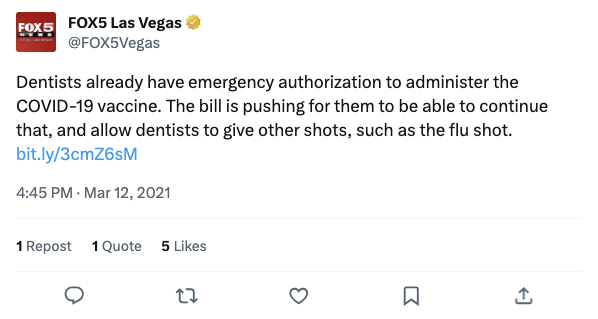 FOX5
NEWS
FOX5 Las Vegas
@FOX5Vegas
Dentists already have emergency authorization to administer the
COVID-19 vaccine. The bill is pushing for them to be able to continue
that, and allow dentists to give other shots, such as the flu shot.
bit.ly/3cmZ6sM
4:45 PM · Mar 12, 2021
1 Repost 1 Quote 5 Likes